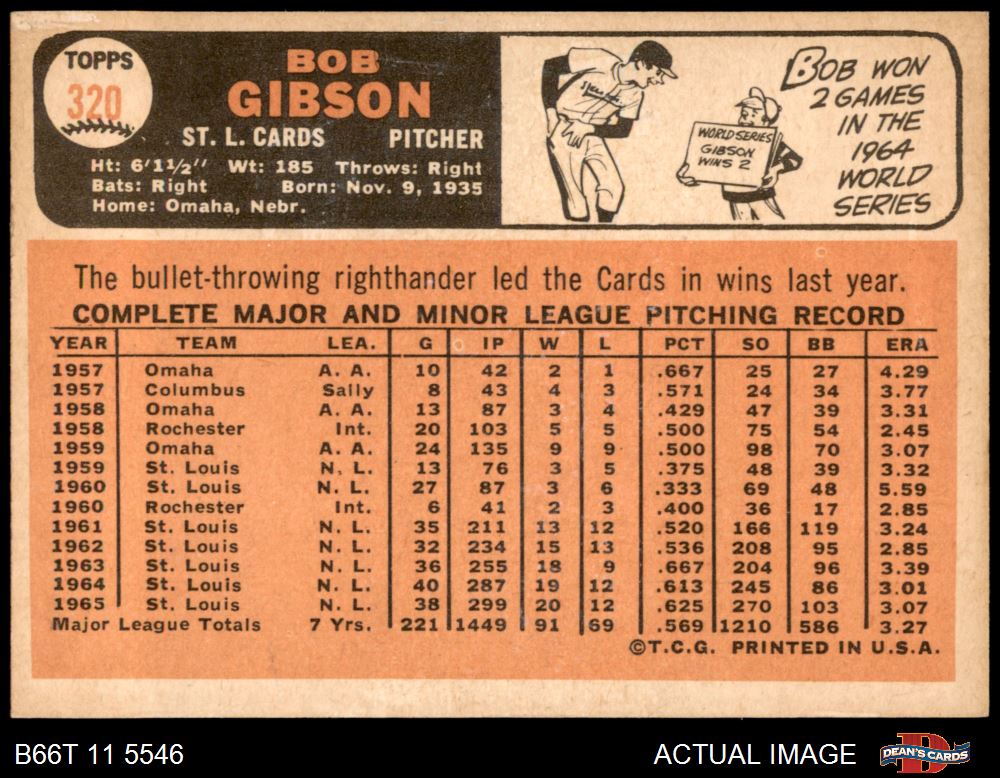 TOPPS
320
BOB
GIBSON
ST. L. CARDS PITCHER
Ht: 6'1½" Wt: 185 Throws: Right
Bats: Right Born: Nov. 9, 1935
Home: Omaha, Nebr.
WORLD SERIES
GIBSON
WINS 2
BOB WON
2 GAMES
IN THE
1964
WORLD
SERIES
The bullet-throwing righthander led the Cards in wins last year.
COMPLETE MAJOR AND MINOR LEAGUE PITCHING RECORD
YEAR TEAM LEA. G IP W L PCT SO BB ERA
1957 Omaha A. A. 10 42 2 1 .667 25 27 4.29
1957 Columbus Sally 8 43 4 3 .571 24 34 3.77
1958 Omaha A. A. 13 87 3 4 .429 47 39 3.31
1958 Rochester Int. 20 103 5 5 .500 75 54 2.45
1959 Omaha A. A. 24 135 9 9 .500 98 70 3.07
1959 St. Louis N. L. 13 76 3 5 .375 48 39 3.32
1960 St. Louis N. L. 27 87 3 6 .333 69 48 5.59
1960 Rochester Int. 6 41 2 3 .400 36 17 2.85
1961 St. Louis N. L. 35 211 13 12 .520 166 119 3.24
1962 St. Louis N. L. 32 234 15 13 .536 208 95 2.85
1963 St. Louis N. L. 36 255 18 9 .667 204 96 3.39
1964 St. Louis N. L. 40 287 19 12 .613 245 86 3.01
1965 St. Louis N. L. 38 299 20 12 .625 270 103 3.07
Major League Totals 7 Yrs. 221 1449 91 69 .569 1210 586 3.27
©T.C.G. PRINTED IN U.S.A.
B66T 11 5546 ACTUAL IMAGE DEAN'S CARDS